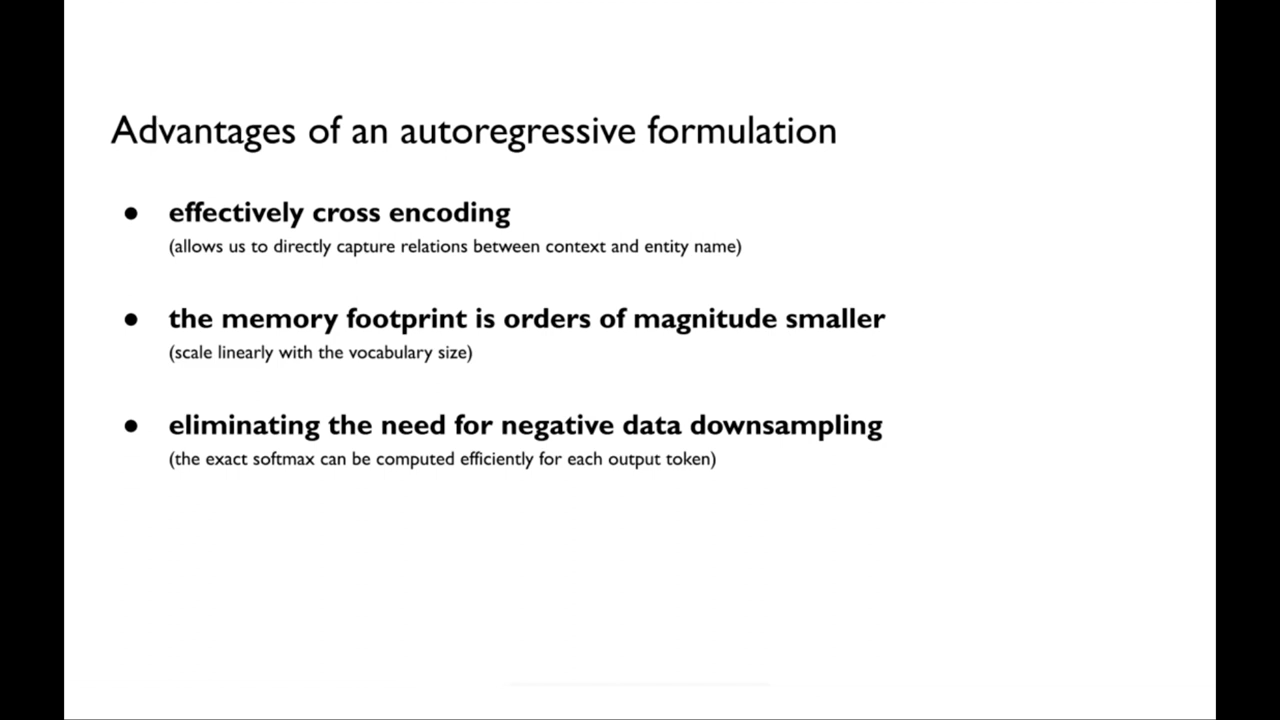 Advantages of an autoregressive formulation
● effectively cross encoding
(allows us to directly capture relations between context and entity name)
● the memory footprint is orders of magnitude smaller
(scale linearly with the vocabulary size)
● eliminating the need for negative data downsampling
(the exact softmax can be computed efficiently for each output token)